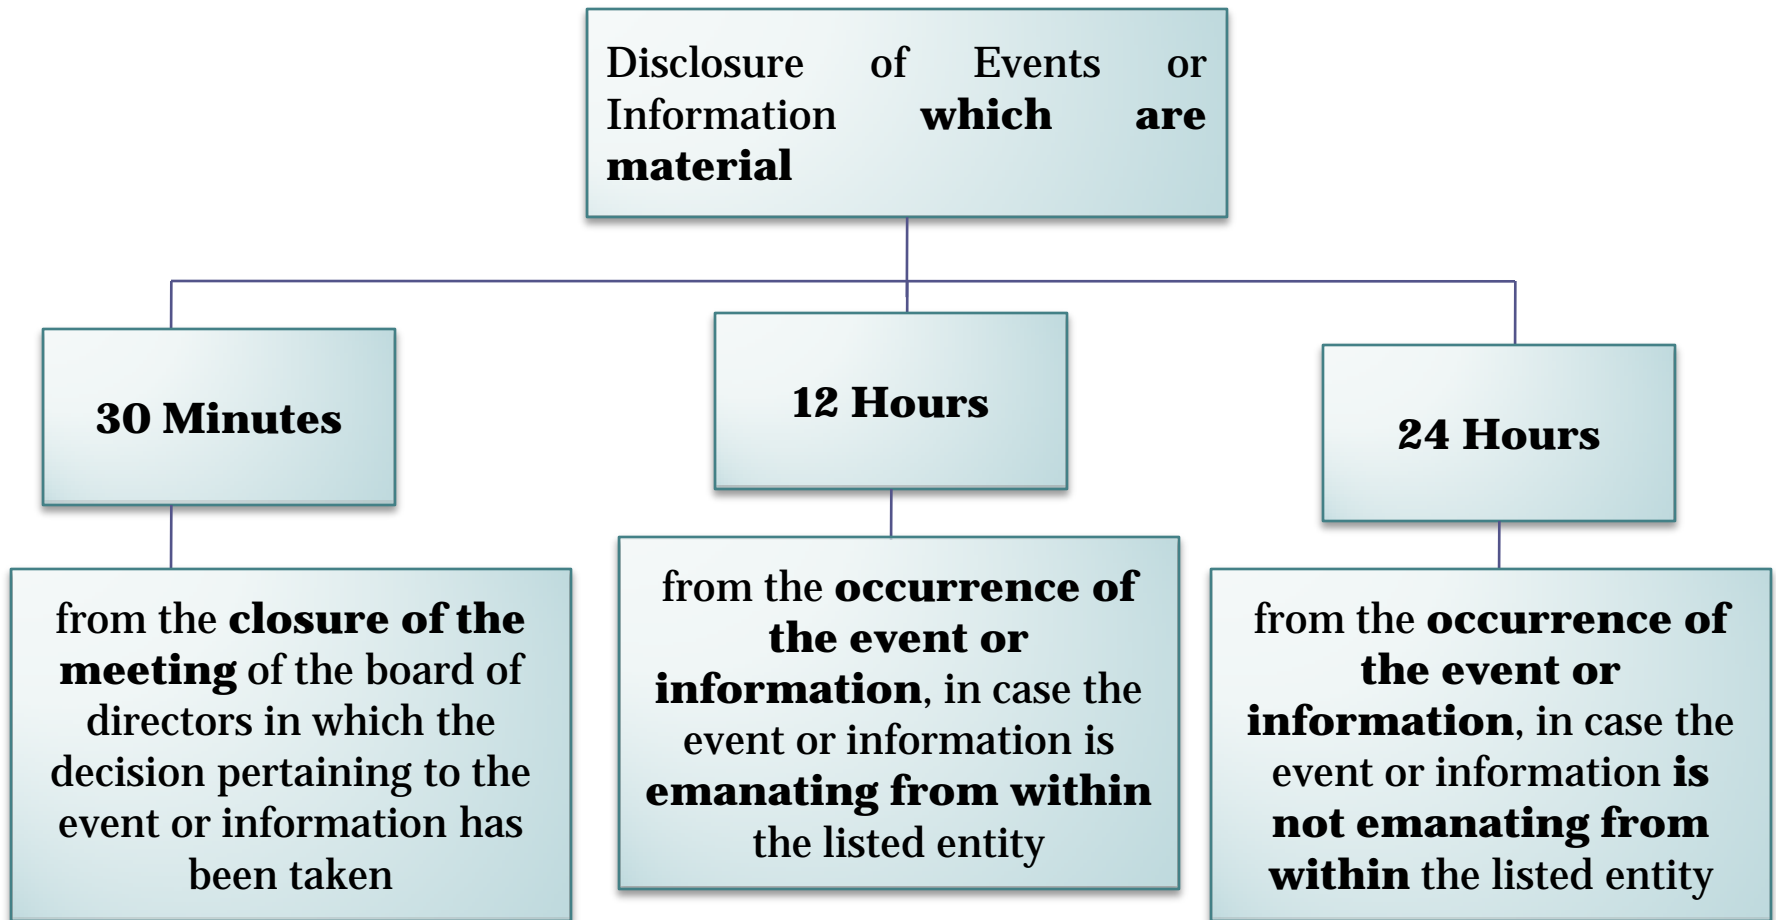 Disclosure of Events or
Information which are
material
30 Minutes
12 Hours
24 Hours
from the closure of the
meeting of the board of
directors in which the
decision pertaining to the
event or information has
been taken
from the occurrence of
the event or
information, in case the
event or information is
emanating from within
the listed entity
from the occurrence of
the event or
information, in case the
event or information is
not emanating from
within the listed entity